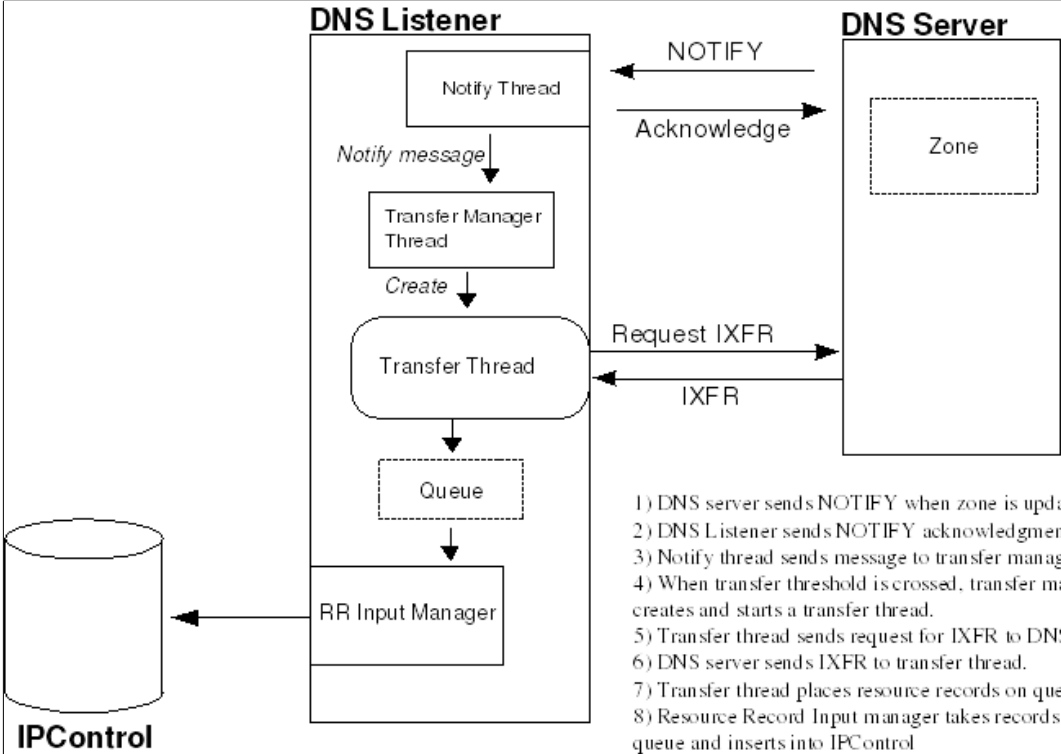 DNS Listener
DNS Server
NOTIFY
Notify Thread
Acknowledge
Zone
Notify message
Transfer Manager
Thread
Create
Request IXFR
Transfer Thread
IXFR
Queue
RR Input Manager
IPControl
1) DNS server sends NOTIFY when zone is upda
2) DNS Listener sends NOTIFY acknowledgmen
3) Notify thread sends message to transfer manag
4) When transfer threshold is crossed, transfer ma
creates and starts a transfer thread.
5) Transfer thread sends request for IXFR to DNS
6) DNS server sends IXFR to transfer thread.
7) Transfer thread places resource records on que
8) Resource Record Input manager takes records
queue and inserts into IPControl